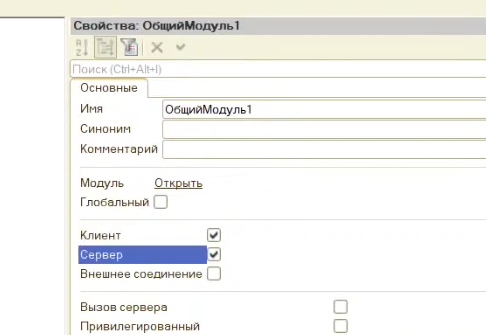 Свойства: ОбщийМодуль1
Поиск (Ctrl+Alt+I)
Основные
Имя ОбщийМодуль1
Синоним
Комментарий
Модуль Открыть
Глобальный
Клиент
Сервер
Внешнее соединение
Вызов сервера
Привилегированный